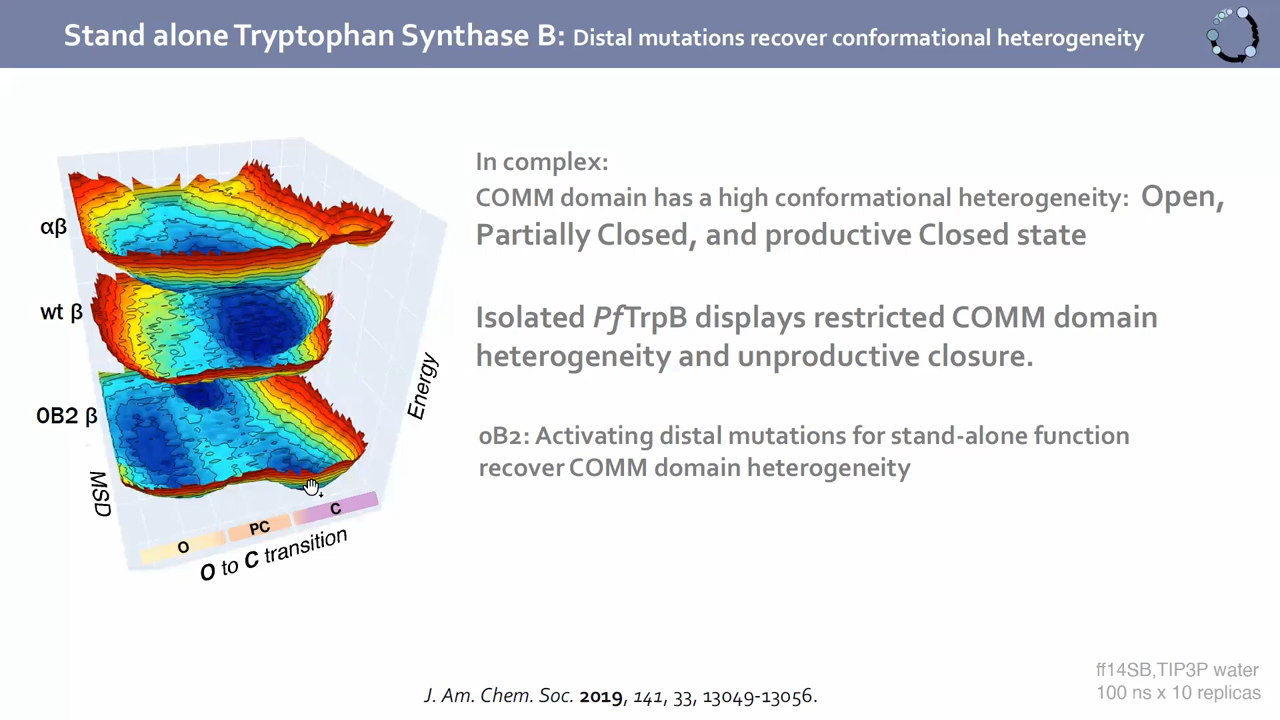 Stand alone Tryptophan Synthase B: Distal mutations recover conformational heterogeneity
In complex:
COMM domain has a high conformational heterogeneity: Open,
Partially Closed, and productive Closed state
Isolated PfTrpB displays restricted COMM domain
heterogeneity and unproductive closure.
0B2: Activating distal mutations for stand-alone function
recover COMM domain heterogeneity
αβ
wt β
0B2 β
MSD
Energy
O
PC
C
O to C transition
ff14SB,TIP3P water
100 ns x 10 replicas
J. Am. Chem. Soc. 2019, 141, 33, 13049-13056.